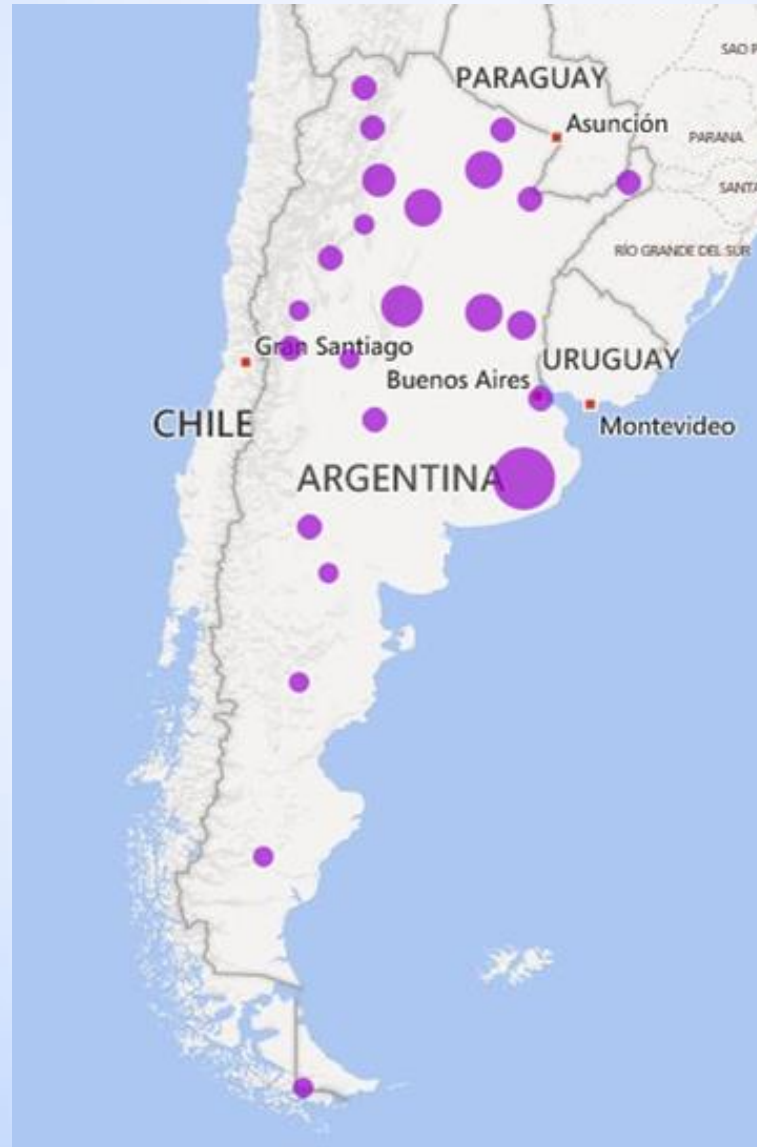 SAO P
PARAGUAY
Asunción
PARANA
SANTA
RÍO GRANDE DEL SUR
Gran Santiago
URUGUAY
Buenos Aires
Montevideo
CHILE
ARGENTINA